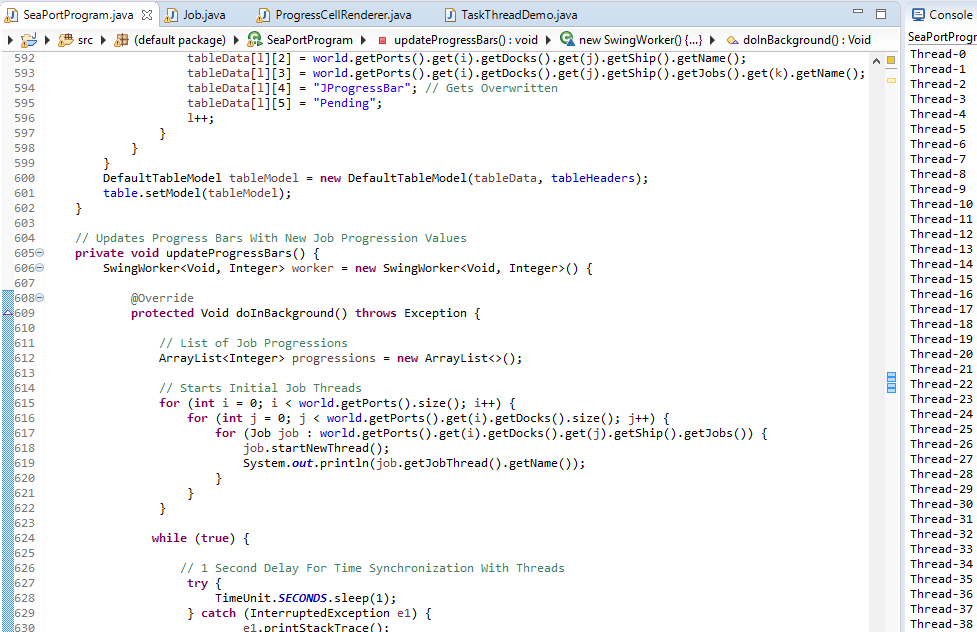 SeaPortProgram.java
Job.java
ProgressCellRenderer.java
TaskThreadDemo.java
Console
src
(default package)
SeaPortProgram
updateProgressBars() : void
new SwingWorker() {...}
doInBackground() : Void
SeaPortProgr
592 tableData[l][2] = world.getPorts().get(i).getDocks().get(j).getShip().getName();
593 tableData[l][3] = world.getPorts().get(i).getDocks().get(j).getShip().getJobs().get(k).getName();
594 tableData[l][4] = "JProgressBar"; // Gets Overwritten
595 tableData[l][5] = "Pending";
596 l++;
597 }
598 }
599 }
600 DefaultTableModel tableModel = new DefaultTableModel(tableData, tableHeaders);
601 table.setModel(tableModel);
602 }
603
604 // Updates Progress Bars With New Job Progression Values
605 private void updateProgressBars() {
606 SwingWorker<Void, Integer> worker = new SwingWorker<Void, Integer>() {
607
608 @Override
609 protected Void doInBackground() throws Exception {
610
611 // List of Job Progressions
612 ArrayList<Integer> progressions = new ArrayList<>();
613
614 // Starts Initial Job Threads
615 for (int i = 0; i < world.getPorts().size(); i++) {
616 for (int j = 0; j < world.getPorts().get(i).getDocks().size(); j++) {
617 for (Job job : world.getPorts().get(i).getDocks().get(j).getShip().getJobs()) {
618 job.startNewThread();
619 System.out.println(job.getJobThread().getName());
620 }
621 }
622 }
623
624 while (true) {
625
626 // 1 Second Delay For Time Synchronization With Threads
627 try {
628 TimeUnit.SECONDS.sleep(1);
629 } catch (InterruptedException e1) {
630 e1.printStackTrace();
Thread-0
Thread-1
Thread-2
Thread-3
Thread-4
Thread-5
Thread-6
Thread-7
Thread-8
Thread-9
Thread-10
Thread-11
Thread-12
Thread-13
Thread-14
Thread-15
Thread-16
Thread-17
Thread-18
Thread-19
Thread-20
Thread-21
Thread-22
Thread-23
Thread-24
Thread-25
Thread-26
Thread-27
Thread-28
Thread-29
Thread-30
Thread-31
Thread-32
Thread-33
Thread-34
Thread-35
Thread-36
Thread-37
Thread-38